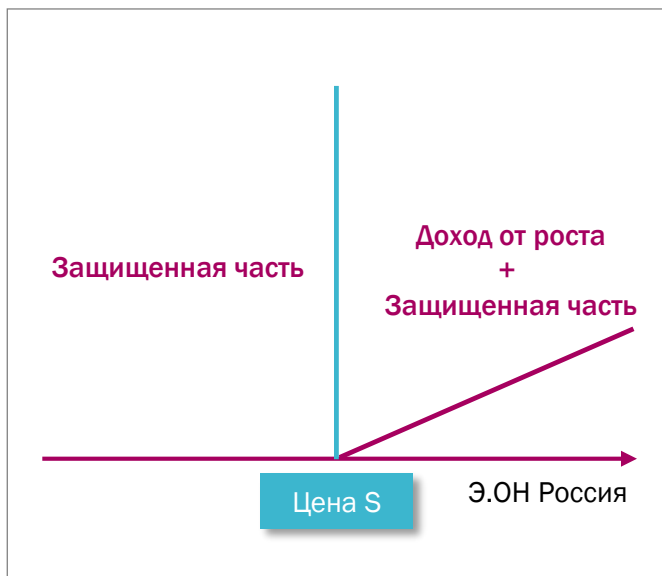 Защищенная часть
Доход от роста
+
Защищенная часть
Цена S
Э.ОН Россия